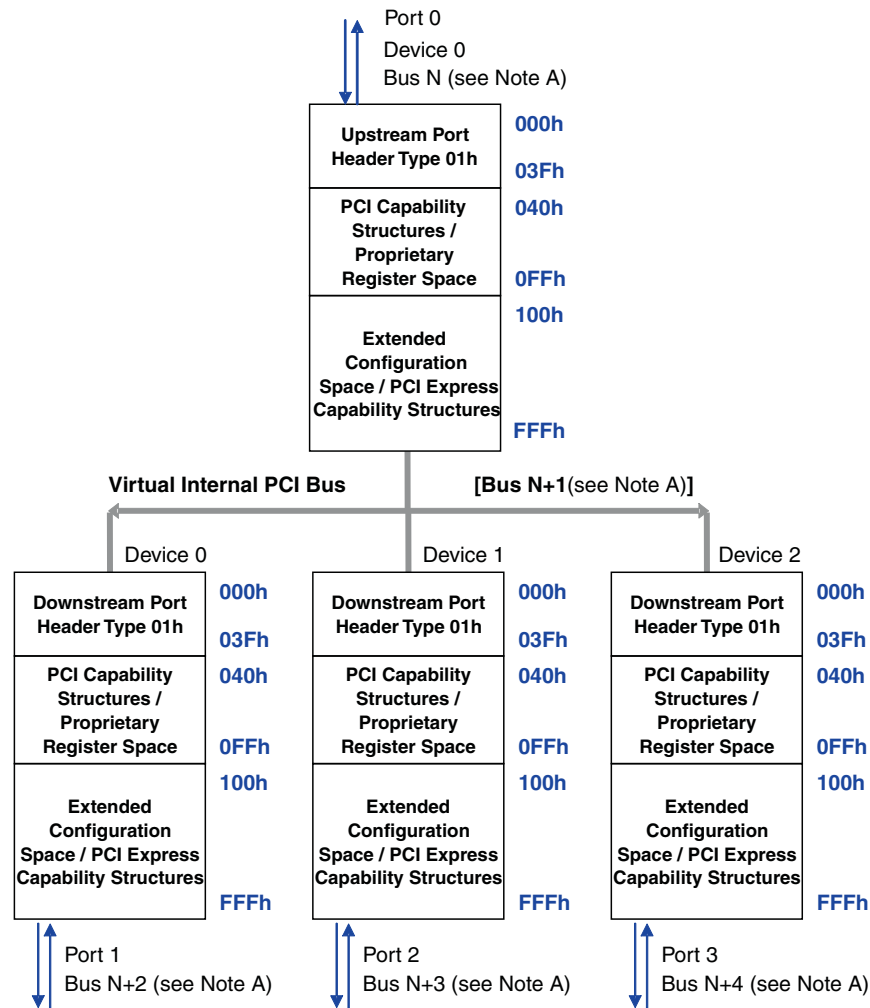 Port 0
Device 0
Bus N (see Note A)
Upstream Port
Header Type 01h
000h
03Fh
PCI Capability
Structures /
Proprietary
Register Space
040h
0FFh
Extended
Configuration
Space / PCI Express
Capability Structures
100h
FFFh
Virtual Internal PCI Bus
[Bus N+1(see Note A)]
Device 0
Downstream Port
Header Type 01h
000h
03Fh
PCI Capability
Structures /
Proprietary
Register Space
040h
0FFh
Extended
Configuration
Space / PCI Express
Capability Structures
100h
FFFh
Port 1
Bus N+2 (see Note A)
Device 1
Downstream Port
Header Type 01h
000h
03Fh
PCI Capability
Structures /
Proprietary
Register Space
040h
0FFh
Extended
Configuration
Space / PCI Express
Capability Structures
100h
FFFh
Port 2
Bus N+3 (see Note A)
Device 2
Downstream Port
Header Type 01h
000h
03Fh
PCI Capability
Structures /
Proprietary
Register Space
040h
0FFh
Extended
Configuration
Space / PCI Express
Capability Structures
100h
FFFh
Port 3
Bus N+4 (see Note A)